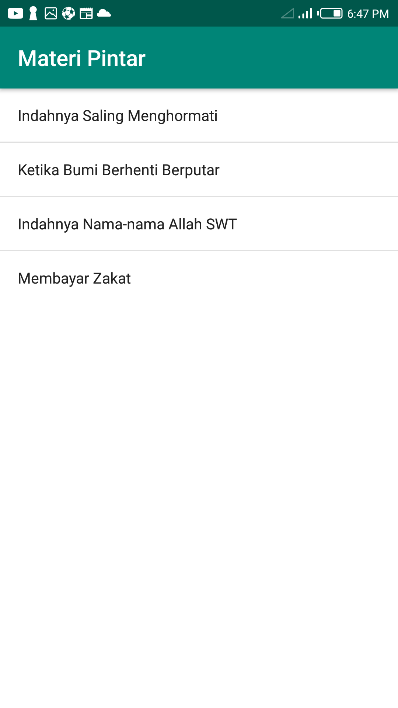 6:47 PM
Materi Pintar
Indahnya Saling Menghormati
Ketika Bumi Berhenti Berputar
Indahnya Nama-nama Allah SWT
Membayar Zakat